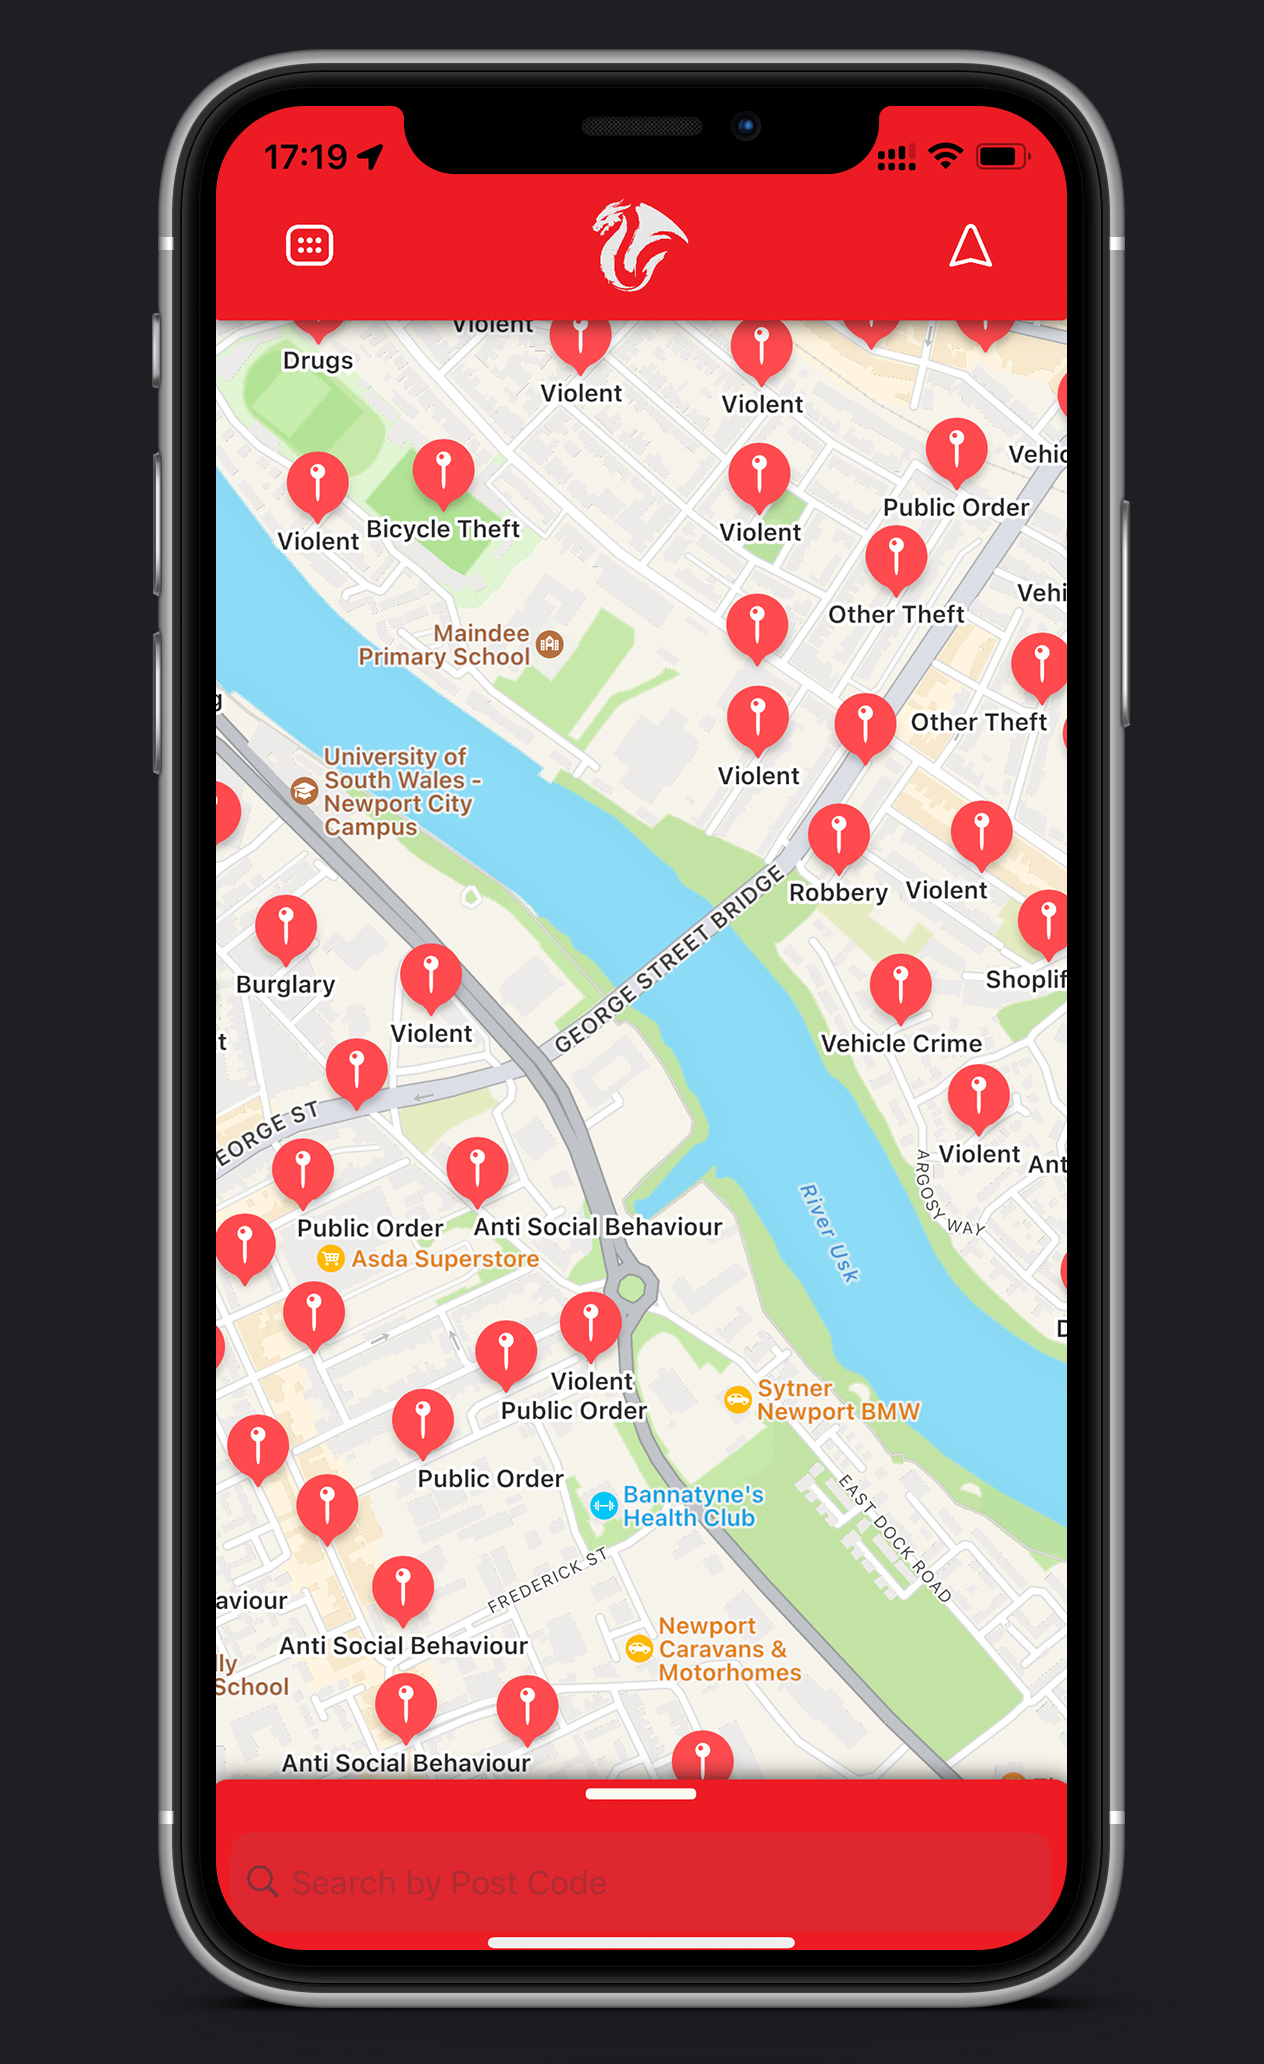 17:19
Violent
Drugs
Violent
Violent
Public Order
Vehic
Violent
Bicycle Theft
Violent
Other Theft
Vehi
Maindee
Primary School
Other Theft
University of
South Wales -
Newport City
Campus
Violent
Robbery
Violent
GEORGE STREET BRIDGE
Burglary
Violent
Shoplif
Vehicle Crime
t
EORGE ST
Violent
Ant
ARGOSY WAY
Public Order
Anti Social Behaviour
River Usk
Asda Superstore
D
Violent
Public Order
Sytner
Newport BMW
Public Order
Bannatyne's
Health Club
EAST DOCK ROAD
FREDERICK ST
aviour
Anti Social Behaviour
Newport
Caravans &
Motorhomes
lly
School
Anti Social Behaviour
Search by Post Code